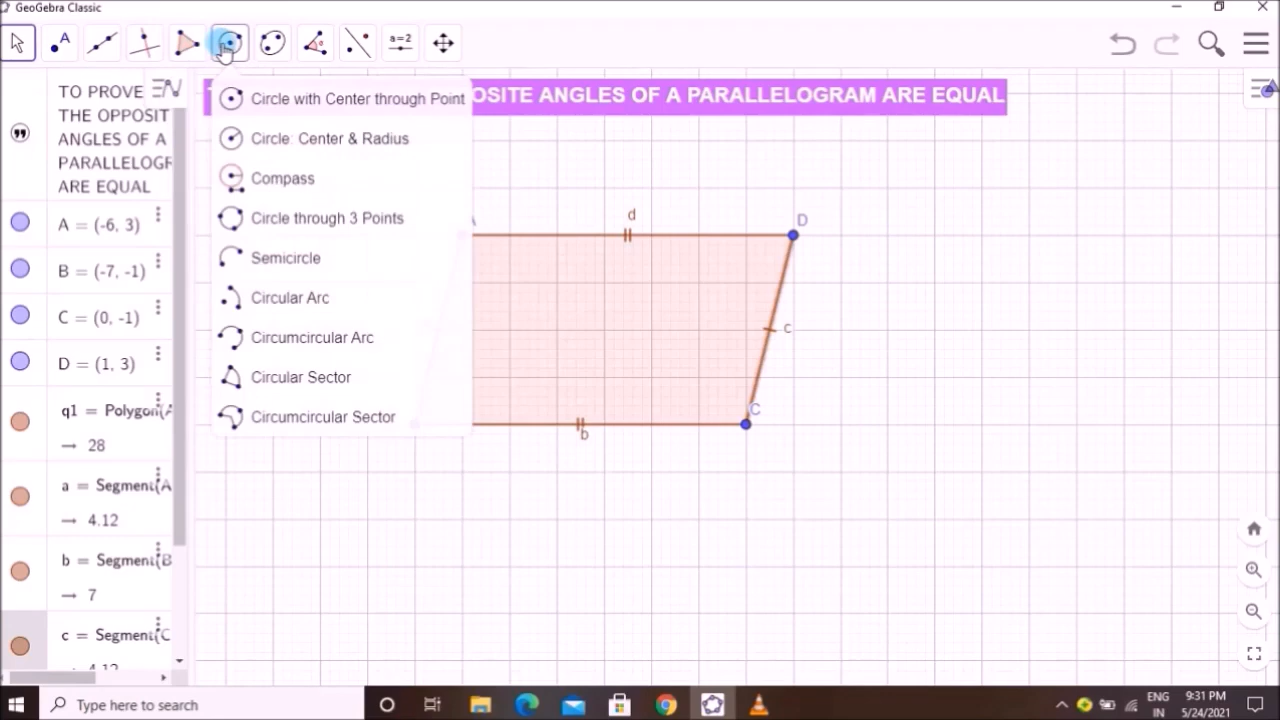 GeoGebra Classic
a=2
TO PROVE
THE OPPOSIT
ANGLES OF A
PARALLELOGR
ARE EQUAL
A = (-6, 3)
B = (-7, -1)
C = (0, -1)
D = (1, 3)
q1 = Polygon(A
→ 28
a = Segment(A
→ 4.12
b = Segment(B
→ 7
c = Segment(C
4.12
OSITE ANGLES OF A PARALLELOGRAM ARE EQUAL
Circle with Center through Point
Circle: Center & Radius
Compass
Circle through 3 Points
Semicircle
Circular Arc
Circumcircular Arc
Circular Sector
Circumcircular Sector
d
D
c
C
b
Type here to search
ENG
IN
9:31 PM
5/24/2021